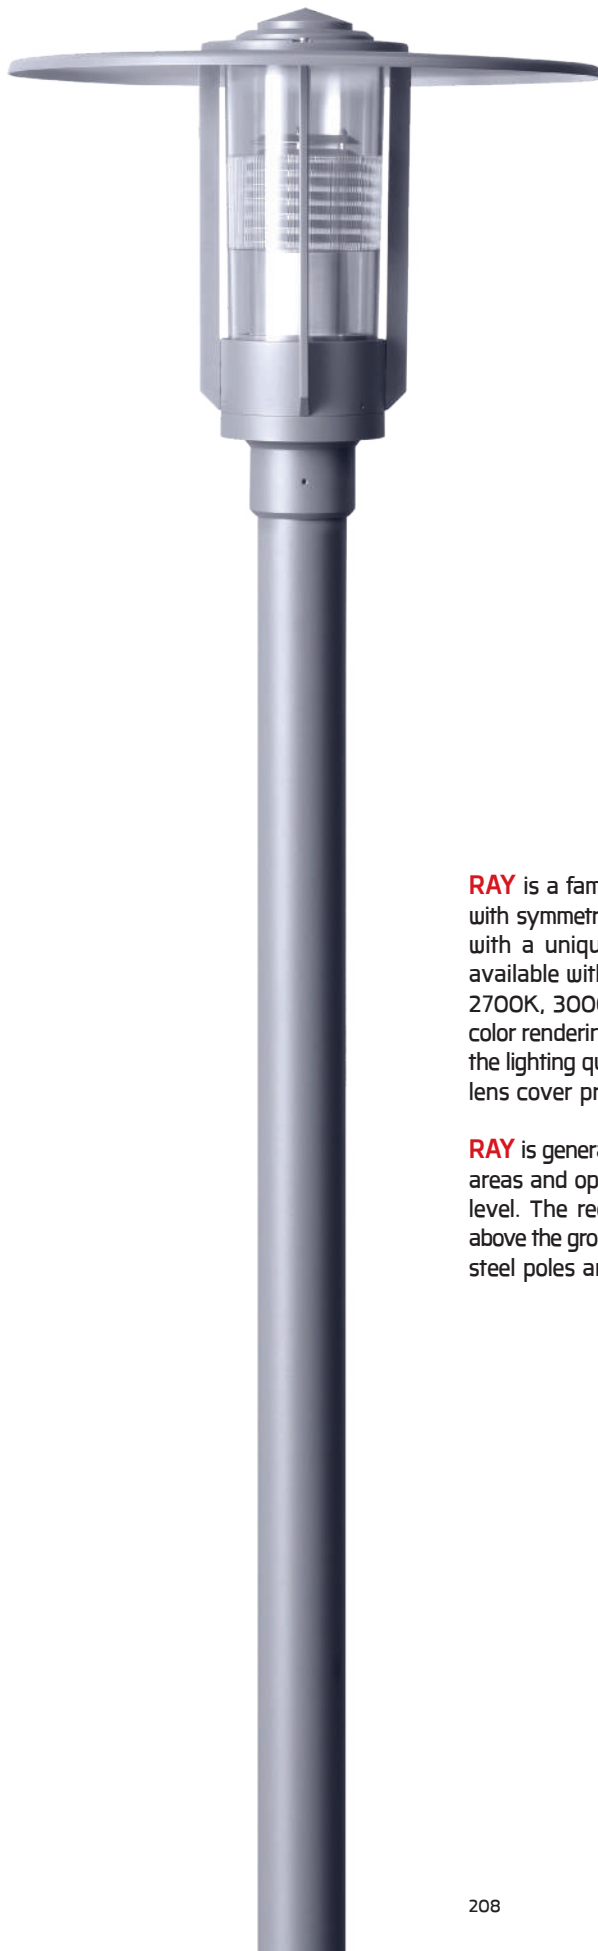 RAY is a fam
with symmetr
with a uniqu
available with
2700K, 300
color renderin
the lighting qu
lens cover pr
RAY is genera
areas and op
level. The re
above the gro
steel poles a
208